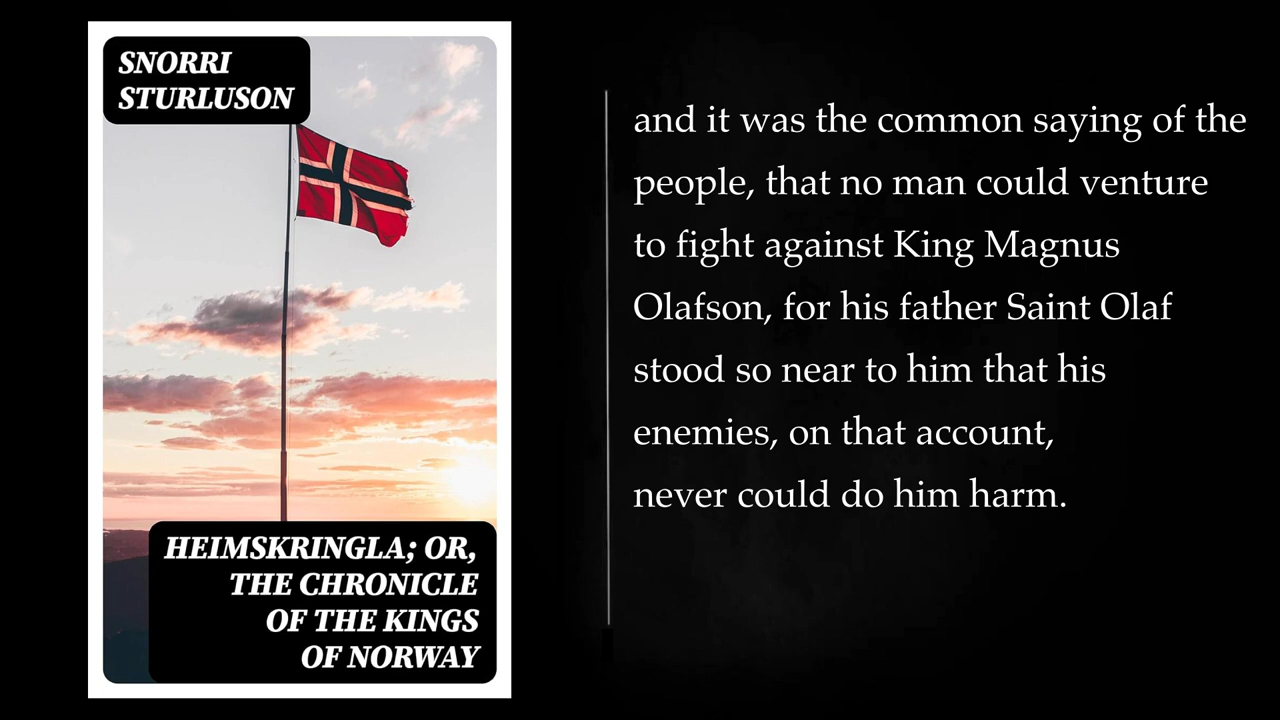 SNORRI
STURLUSON
HEIMSKRINGLA; OR,
THE CHRONICLE
OF THE KINGS
OF NORWAY
and it was the common saying of the
people, that no man could venture
to fight against King Magnus
Olafson, for his father Saint Olaf
stood so near to him that his
enemies, on that account,
never could do him harm.